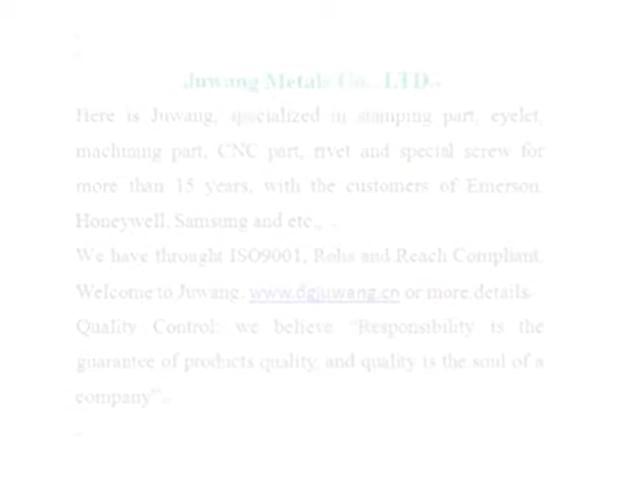 Juwang Metals Co., LTD.
Here is Juwang, specialized in stamping part, eyelet,
machining part, CNC part, rivet and special screw for
more than 15 years, with the customers of Emerson,
Honeywell, Samsung and etc.,
We have throught ISO9001, Rohs and Reach Compliant.
Welcome to Juwang, www.dgjuwang.cn or more details.
Quality Control: we believe "Responsibility is the
guarantee of products quality, and quality is the soul of a
company"